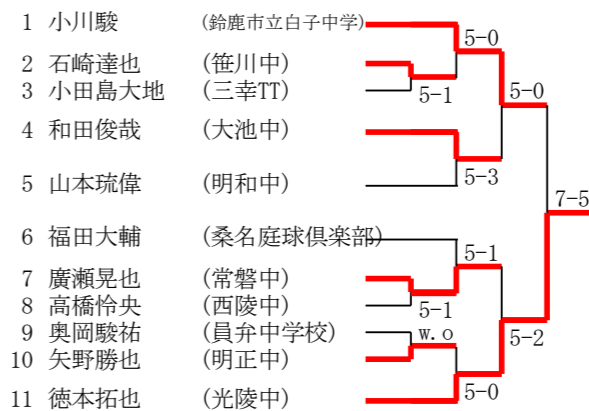 1 小川駿 (鈴鹿市立白子中学)
5-0
2 石崎達也 (笹川中)
3 小田島大地 (三幸TT)
5-1
5-0
4 和田俊哉 (大池中)
5-3
5 山本琉偉 (明和中)
7-5
6 福田大輔 (桑名庭球倶楽部)
5-1
7 廣瀬晃也 (常磐中)
8 高橋怜央 (西陵中)
5-1
9 奥岡駿祐 (員弁中学校)
w.o
5-2
10 矢野勝也 (明正中)
5-0
11 徳本拓也 (光陵中)